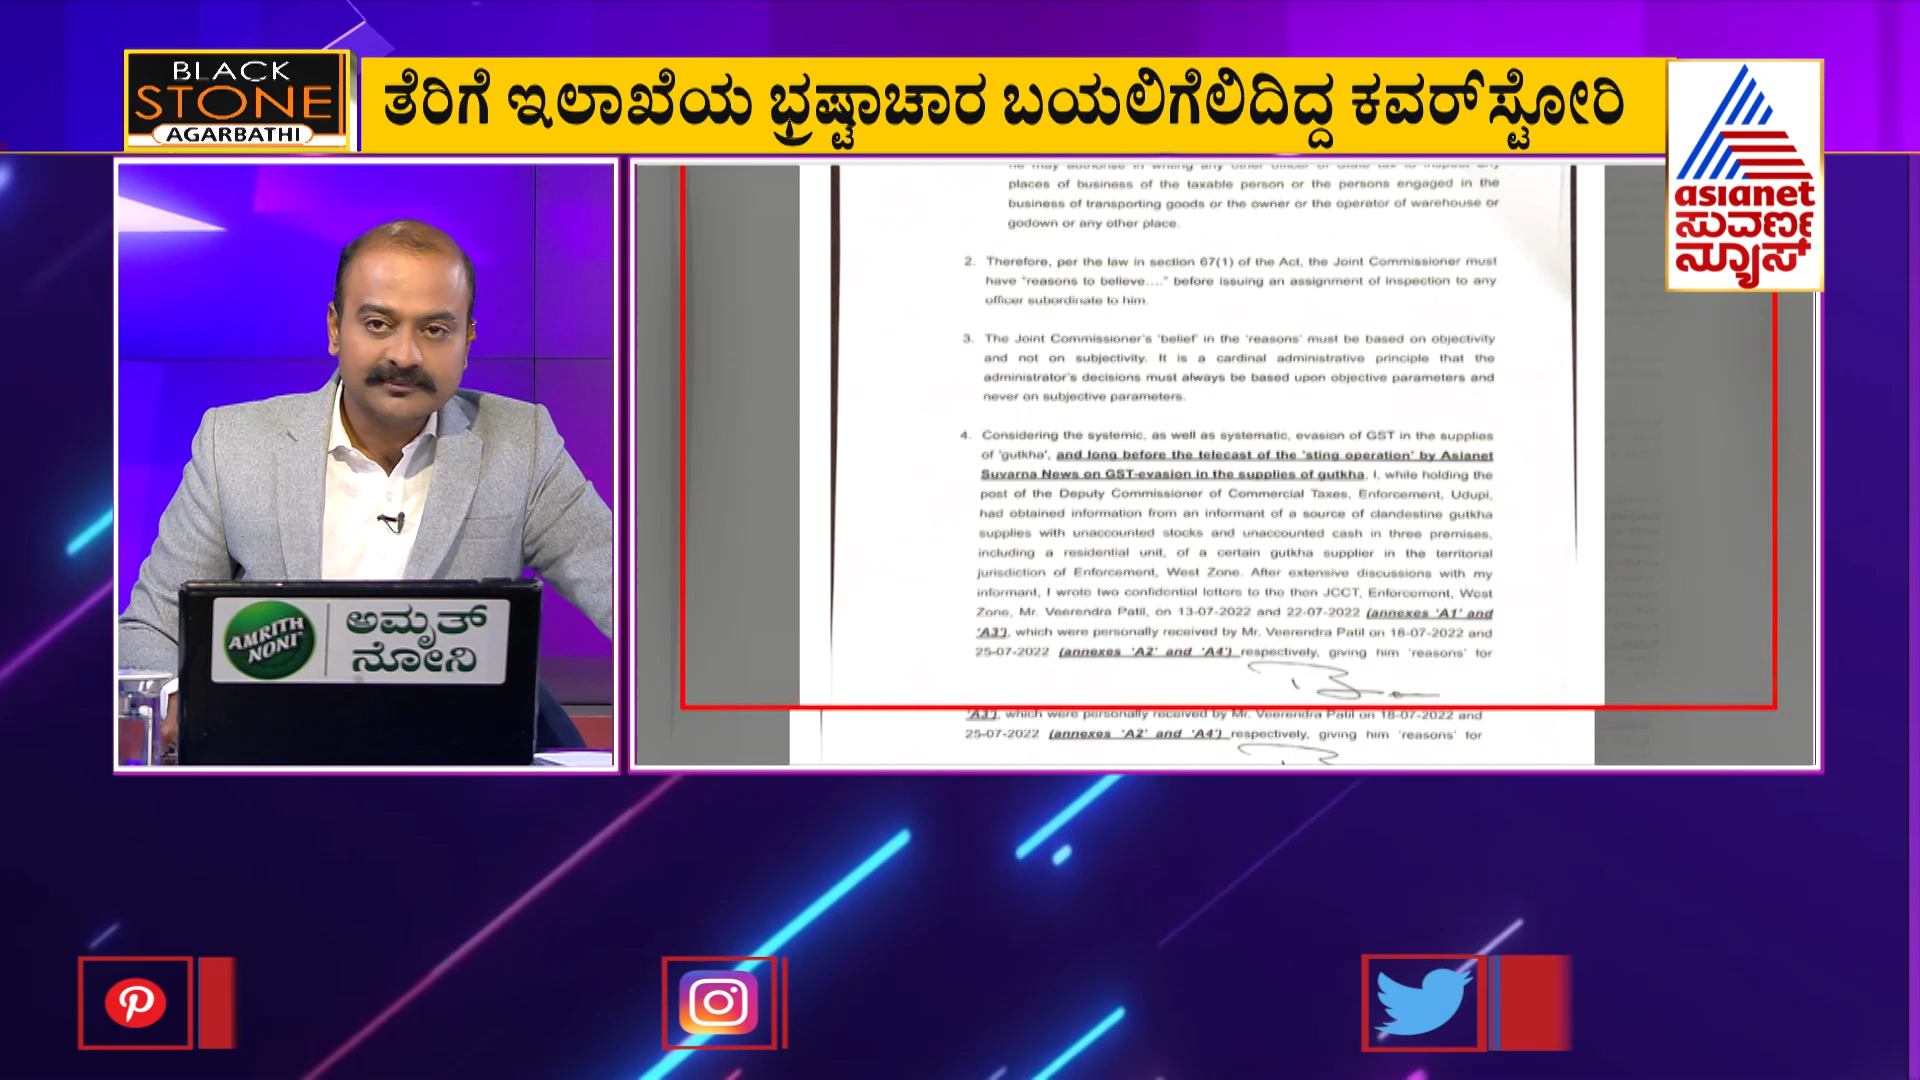 BLACK
STONE
AGARBATHI
ತೆರಿಗೆ ಇಲಾಖೆಯ ಭ್ರಷ್ಟಾಚಾರ ಬಯಲಿಗೆಲಿದಿದ್ದ ಕವರ್‌ಸ್ಟೋರಿ
asianet
ಸುವರ್ಣ
ನ್ಯೂಸ್
he may authorise in writing any other officer of State tax to inspect any
places of business of the taxable person or the persons engaged in the
business of transporting goods or the owner or the operator of warehouse or
godown or any other place.
2. Therefore, per the law in section 67(1) of the Act, the Joint Commissioner must
have "reasons to believe...." before issuing an assignment of Inspection to any
officer subordinate to him.
3. The Joint Commissioner's 'belief' in the 'reasons' must be based on objectivity
and not on subjectivity. It is a cardinal administrative principle that the
administrator's decisions must always be based upon objective parameters and
never on subjective parameters.
4. Considering the systemic, as well as systematic, evasion of GST in the supplies
of 'gutkha', and long before the telecast of the 'sting operation' by Asianet
Suvarna News on GST-evasion in the supplies of gutkha, I, while holding the
post of the Deputy Commissioner of Commercial Taxes, Enforcement, Udupi,
had obtained information from an informant of a source of clandestine gutkha
supplies with unaccounted stocks and unaccounted cash in three premises,
including a residential unit, of a certain gutkha supplier in the territorial
jurisdiction of Enforcement, West Zone. After extensive discussions with my
informant, I wrote two confidential letters to the then JCCT, Enforcement, West
Zone, Mr. Veerendra Patil, on 13-07-2022 and 22-07-2022 (annexes 'A1' and
'A3'), which were personally received by Mr. Veerendra Patil on 18-07-2022 and
25-07-2022 (annexes 'A2' and 'A4') respectively, giving him 'reasons' for
'A3'), which were personally received by Mr. Veerendra Patil on 18-07-2022 and
25-07-2022 (annexes 'A2' and 'A4') respectively, giving him 'reasons' for
AMRITH
NONI
ಅಮೃತ್
ನೋನಿ